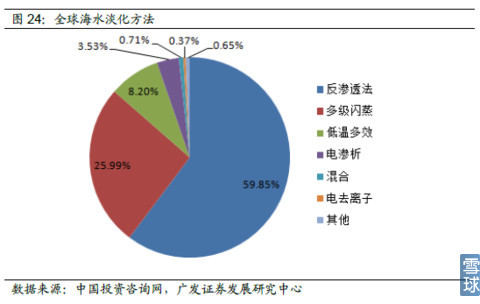 图 24：全球海水淡化方法
0.71%
0.37%
0.65%
3.53%
8.20%
25.99%
59.85%
反渗透法
多级闪蒸
低温多效
电渗析
混合
电去离子
其他
雪球
数据来源：中国投资咨询网，广发证券发展研究中心